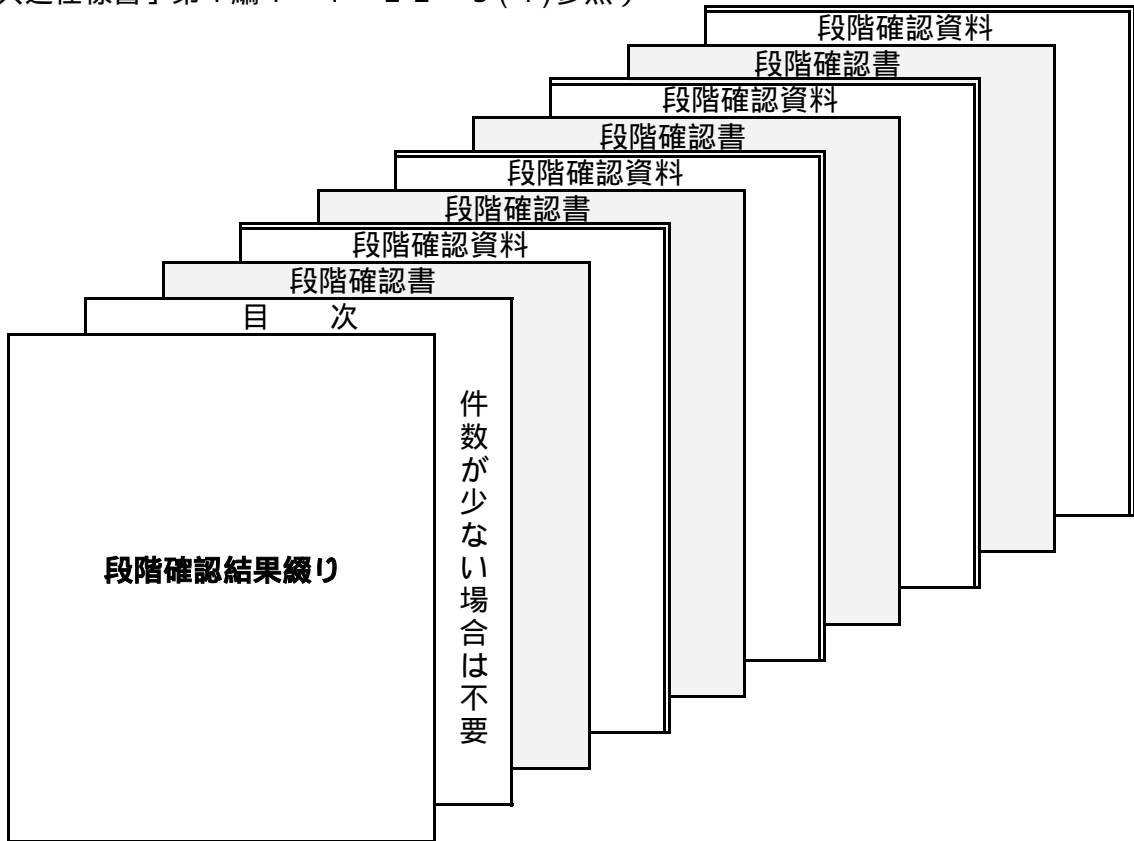 段階確認資料
段階確認書
段階確認資料
段階確認書
段階確認資料
段階確認書
段階確認資料
段階確認書
目　次
件数が少ない場合は不要
段階確認結果綴り